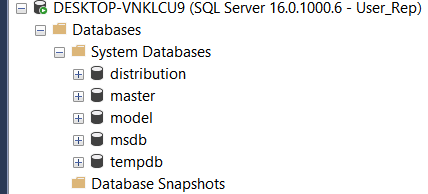 DESKTOP-VNKLCU9 (SQL Server 16.0.1000.6 - User_Rep)
Databases
System Databases
distribution
master
model
msdb
tempdb
Database Snapshots